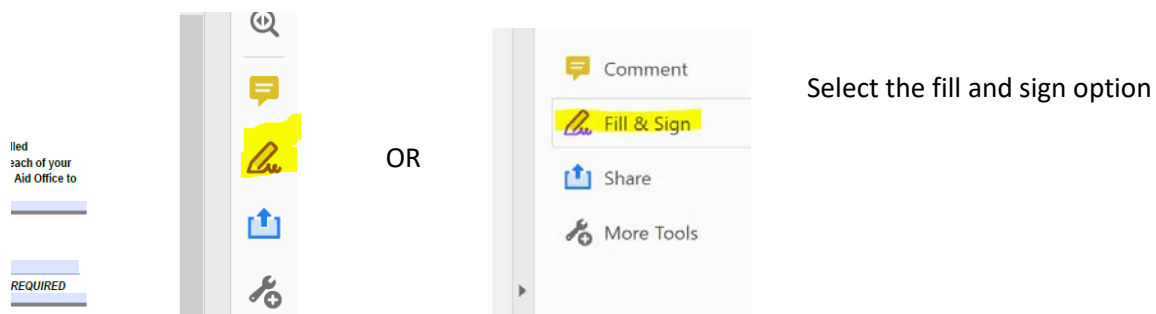 lled
each of your
Aid Office to
REQUIRED
OR
Comment
Fill & Sign
Share
More Tools
Select the fill and sign option